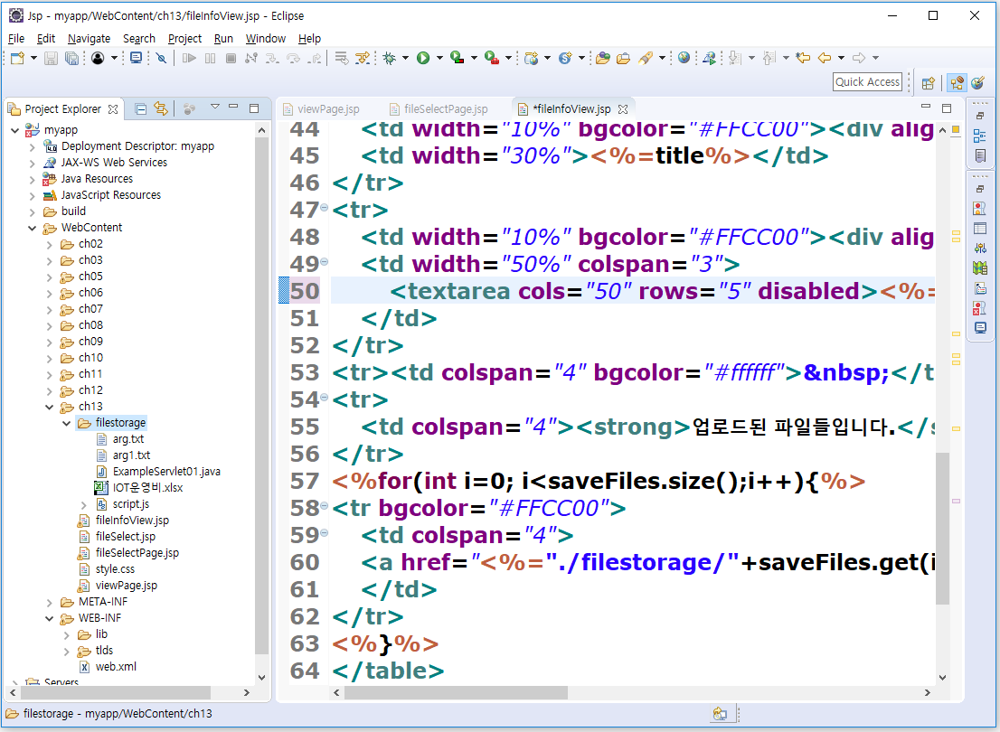 Jsp - myapp/WebContent/ch13/fileInfoView.jsp - Eclipse
File Edit Navigate Search Project Run Window Help
Quick Access
Project Explorer
myapp
Deployment Descriptor: myapp
JAX-WS Web Services
Java Resources
JavaScript Resources
build
WebContent
ch02
ch03
ch05
ch06
ch07
ch08
ch09
ch10
ch11
ch12
ch13
filestorage
arg.txt
arg1.txt
ExampleServlet01.java
IOT운영비.xlsx
script.js
fileInfoView.jsp
fileSelect.jsp
fileSelectPage.jsp
style.css
viewPage.jsp
META-INF
WEB-INF
lib
tlds
web.xml
Servers
viewPage.jsp fileSelectPage.jsp *fileInfoView.jsp
44 <td width="10%" bgcolor="#FFCC00"><div alig
45 <td width="30%"><%=title%></td>
46 </tr>
47 <tr>
48 <td width="10%" bgcolor="#FFCC00"><div alig
49 <td width="50%" colspan="3">
50 <textarea cols="50" rows="5" disabled><%=
51 </td>
52 </tr>
53 <tr><td colspan="4" bgcolor="#ffffff">&nbsp;</t
54 <tr>
55 <td colspan="4"><strong>업로드된 파일들입니다.</s
56 </tr>
57 <%for(int i=0; i<saveFiles.size();i++){%>
58 <tr bgcolor="#FFCC00">
59 <td colspan="4">
60 <a href="<%="./filestorage/"+saveFiles.get(i
61 </td>
62 </tr>
63 <%}%>
64 </table>
filestorage - myapp/WebContent/ch13